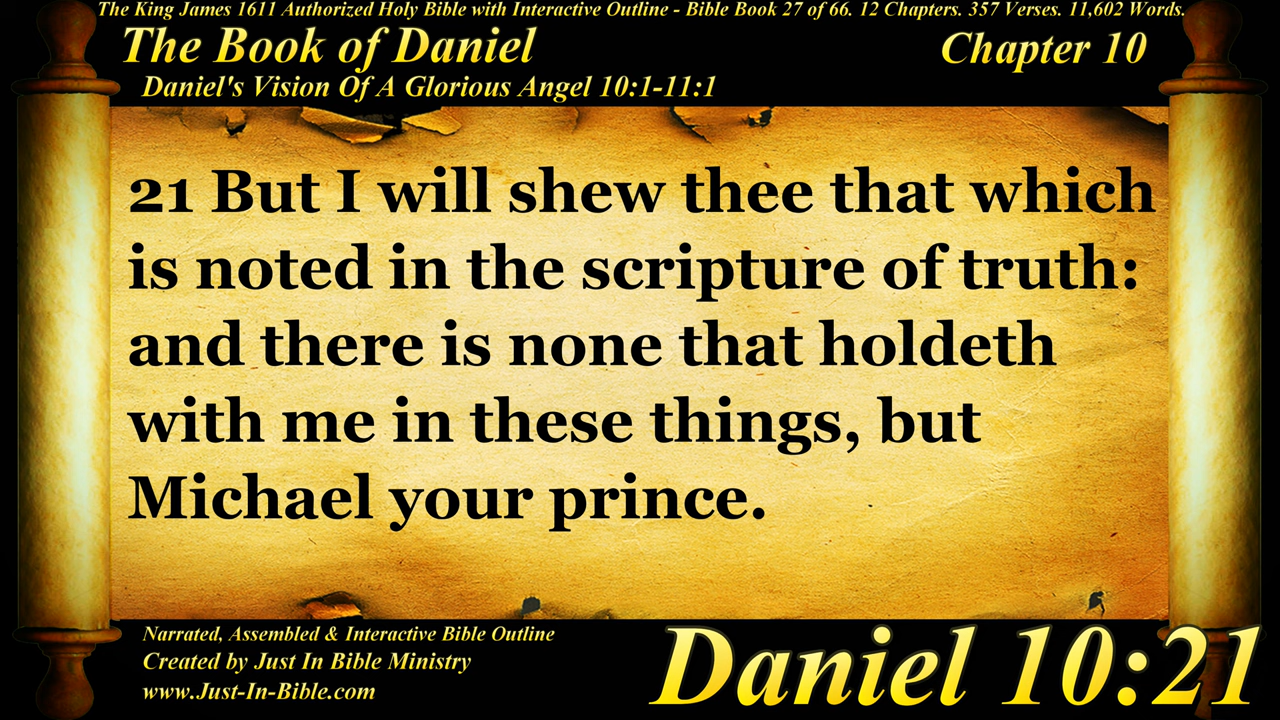 The King James 1611 Authorized Holy Bible with Interactive Outline - Bible Book 27 of 66. 12 Chapters. 357 Verses. 11,602 Words.
The Book of Daniel
Chapter 10
Daniel's Vision Of A Glorious Angel 10:1-11:1
21 But I will shew thee that which
is noted in the scripture of truth:
and there is none that holdeth
with me in these things, but
Michael your prince.
Narrated, Assembled & Interactive Bible Outline
Created by Just In Bible Ministry
www.Just-In-Bible.com
Daniel 10:21